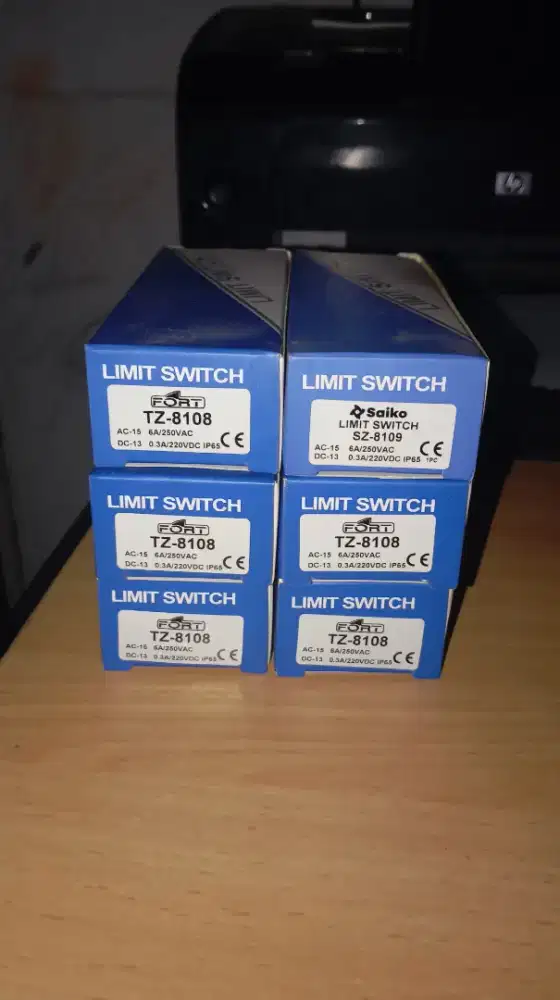 hp
LIMIT SWITCH
FORT
TZ-8108
AC-15 6A/250VAC
DC-13 0.3A/220VDC IP65 CE
LIMIT SWITCH
Saiko
LIMIT SWITCH
SZ-8109
AC-15 6A/250VAC
DC-13 0.3A/220VDC IP65 1PC CE
LIMIT SWITCH
FORT
TZ-8108
AC-15 6A/250VAC
DC-13 0.3A/220VDC IP65 CE
LIMIT SWITCH
FORT
TZ-8108
AC-15 6A/250VAC
DC-13 0.3A/220VDC IP65 CE
LIMIT SWITCH
FORT
TZ-8108
AC-15 6A/250VAC
DC-13 0.3A/220VDC IP65 CE
LIMIT SWITCH
FORT
TZ-8108
AC-15 6A/250VAC
DC-13 0.3A/220VDC IP65 CE